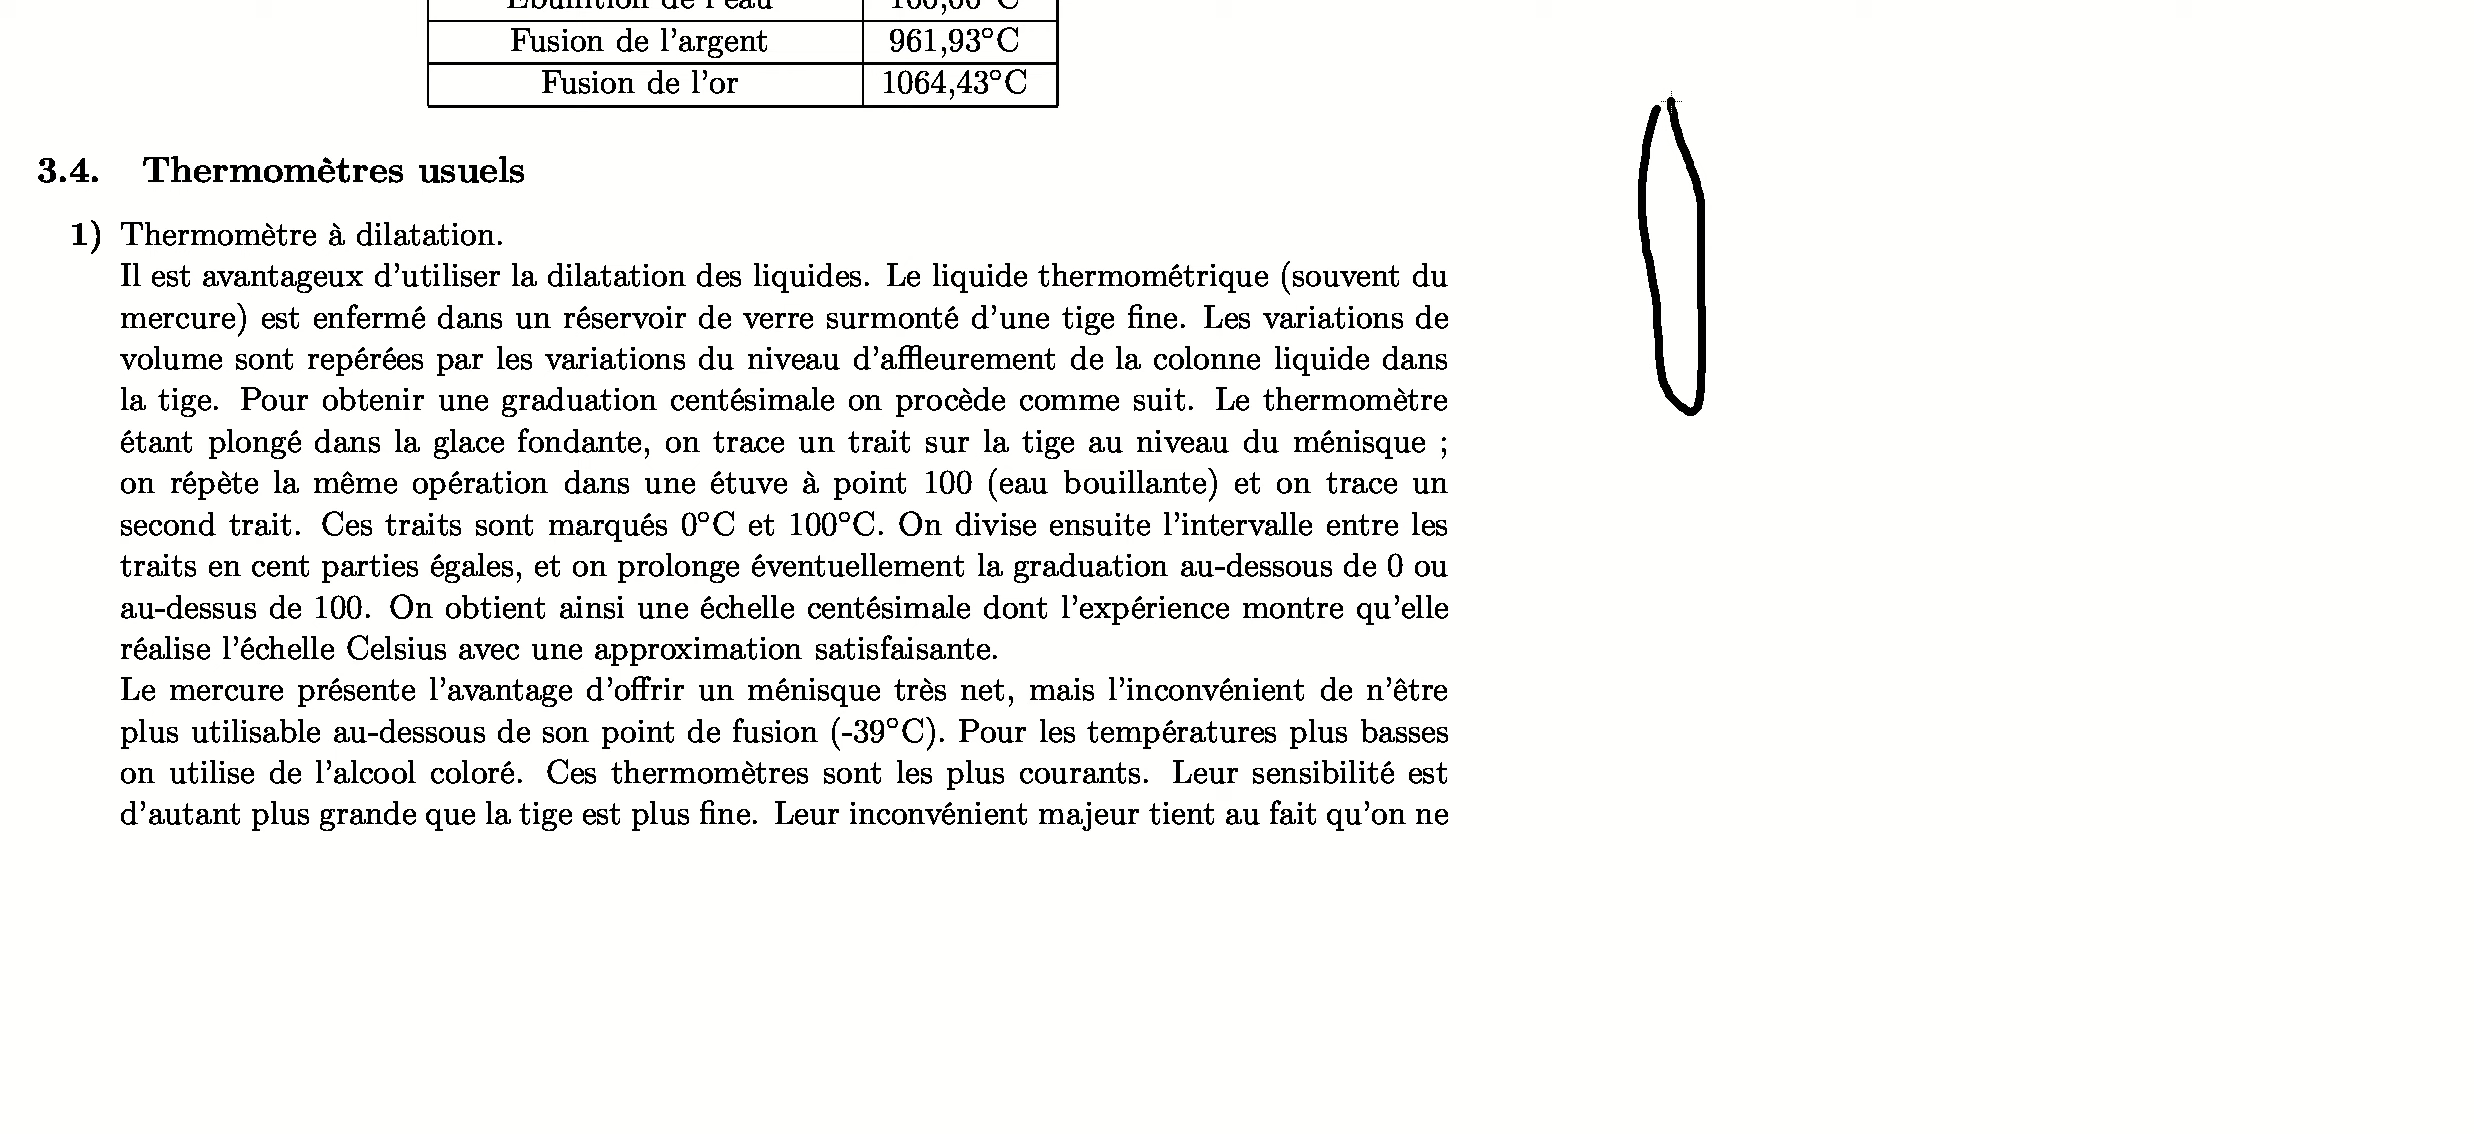 Ébullition de l'eau 100,00°C
Fusion de l'argent 961,93°C
Fusion de l'or 1064,43°C
3.4. Thermomètres usuels
1) Thermomètre à dilatation.
Il est avantageux d'utiliser la dilatation des liquides. Le liquide thermométrique (souvent du
mercure) est enfermé dans un réservoir de verre surmonté d'une tige fine. Les variations de
volume sont repérées par les variations du niveau d'affleurement de la colonne liquide dans
la tige. Pour obtenir une graduation centésimale on procède comme suit. Le thermomètre
étant plongé dans la glace fondante, on trace un trait sur la tige au niveau du ménisque ;
on répète la même opération dans une étuve à point 100 (eau bouillante) et on trace un
second trait. Ces traits sont marqués 0°C et 100°C. On divise ensuite l'intervalle entre les
traits en cent parties égales, et on prolonge éventuellement la graduation au-dessous de 0 ou
au-dessus de 100. On obtient ainsi une échelle centésimale dont l'expérience montre qu'elle
réalise l'échelle Celsius avec une approximation satisfaisante.
Le mercure présente l'avantage d'offrir un ménisque très net, mais l'inconvénient de n'être
plus utilisable au-dessous de son point de fusion (-39°C). Pour les températures plus basses
on utilise de l'alcool coloré. Ces thermomètres sont les plus courants. Leur sensibilité est
d'autant plus grande que la tige est plus fine. Leur inconvénient majeur tient au fait qu'on ne